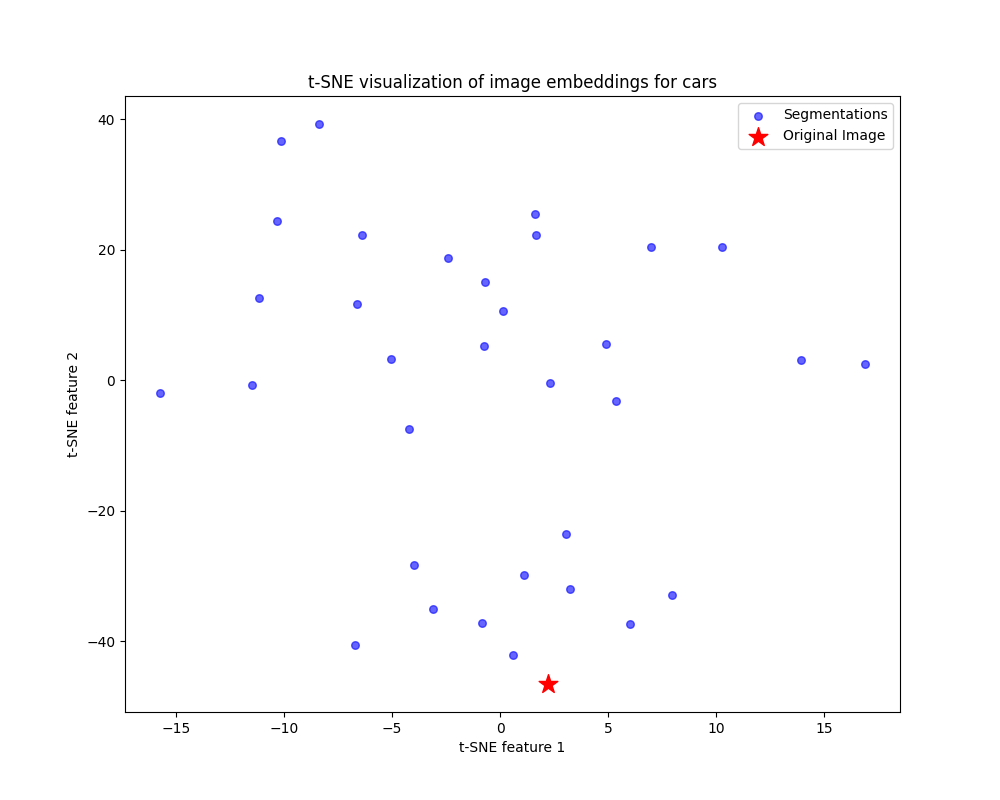 t-SNE visualization of image embeddings for cars
Segmentations
Original Image
40
20
0
−20
−40
t-SNE feature 2
−15
−10
−5
0
5
10
15
t-SNE feature 1